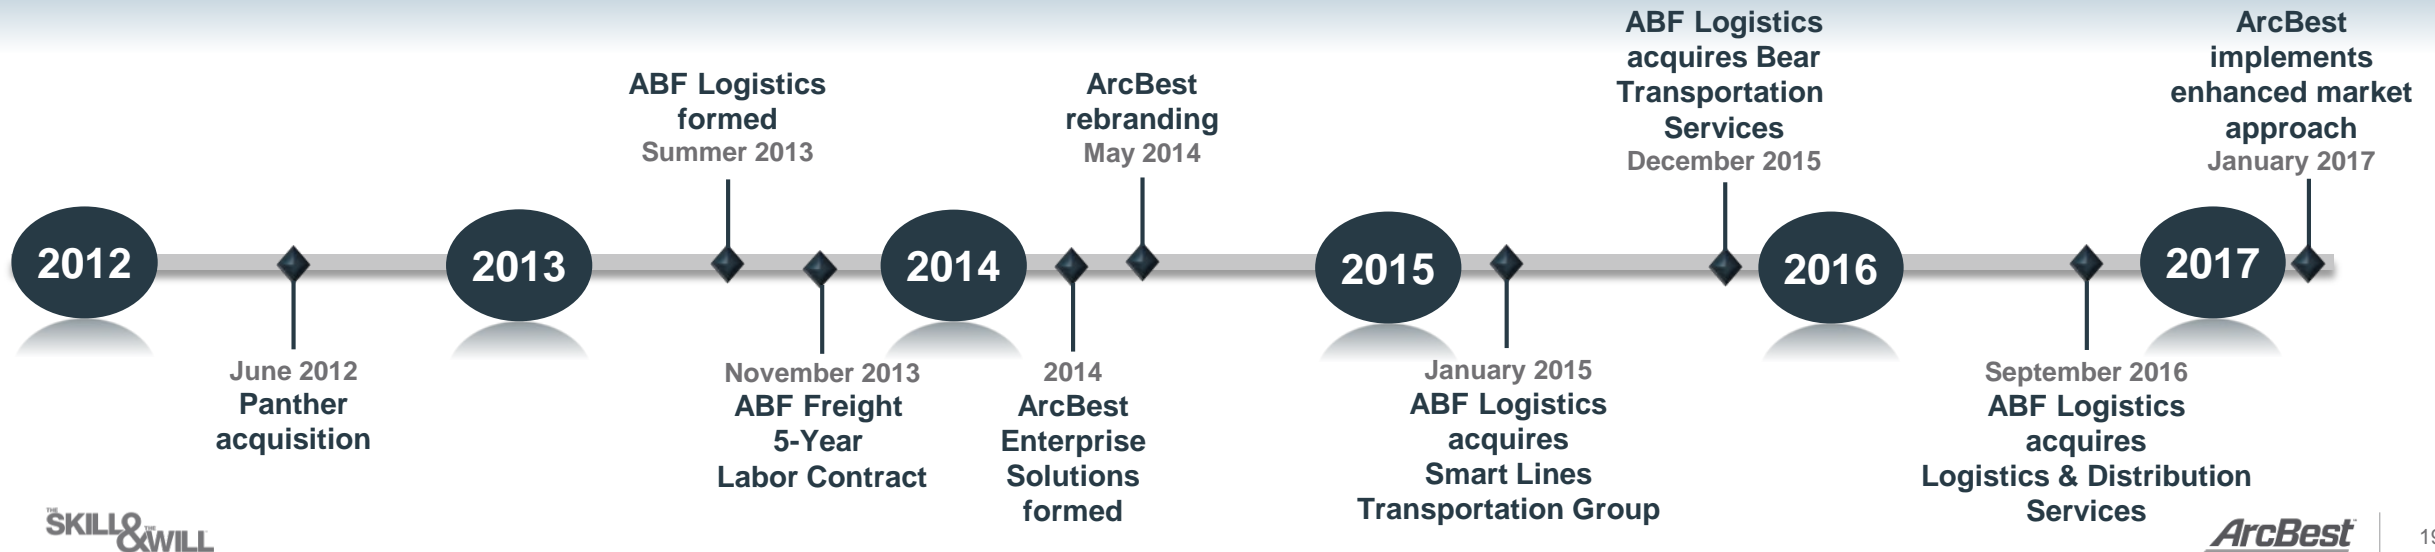 ABF Logistics
formed
Summer 2013
ArcBest
rebranding
May 2014
ABF Logistics
acquires Bear
Transportation
Services
December 2015
ArcBest
implements
enhanced market
approach
January 2017
2012
2013
2014
2015
2016
2017
June 2012
Panther
acquisition
November 2013
ABF Freight
5-Year
Labor Contract
2014
ArcBest
Enterprise
Solutions
formed
January 2015
ABF Logistics
acquires
Smart Lines
Transportation Group
September 2016
ABF Logistics
acquires
Logistics & Distribution
Services
THE
SKILL&THE
WILL
ArcBest